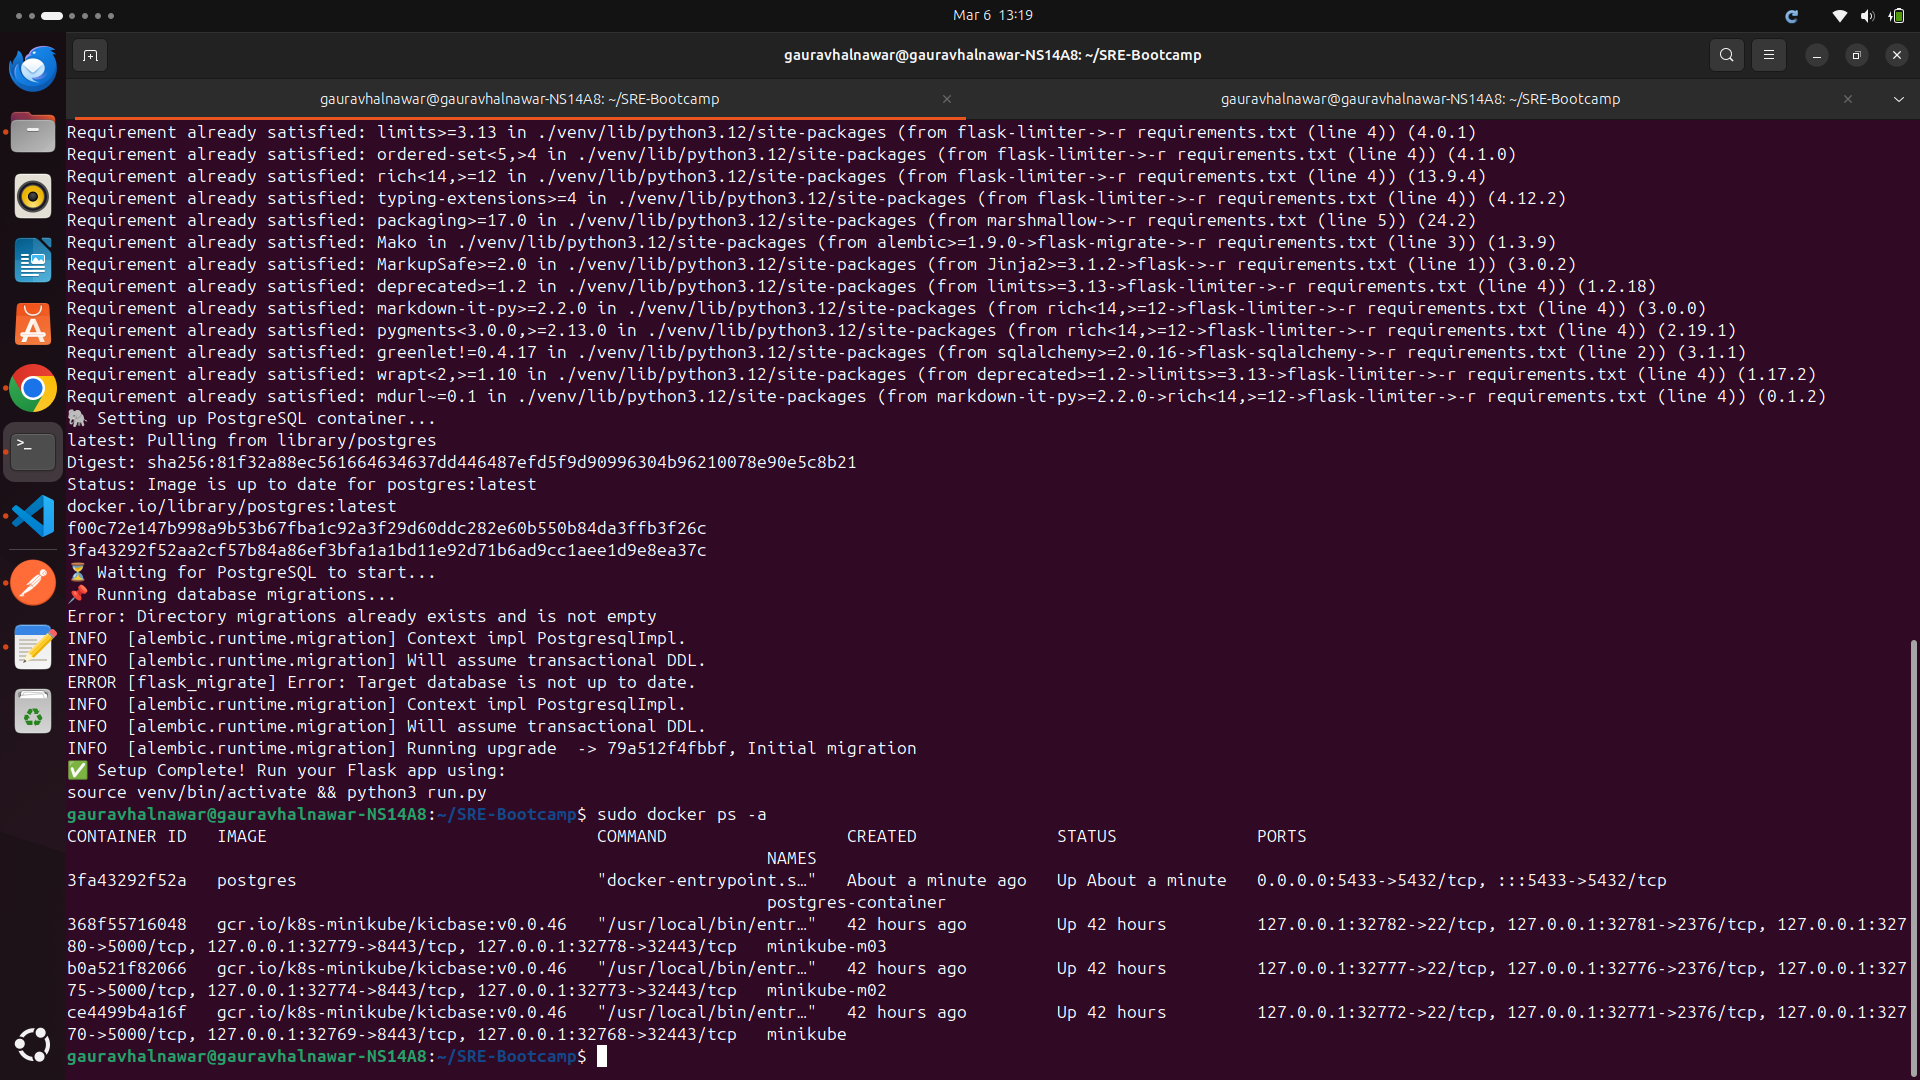 Mar 6 13:19
gauravhalnawar@gauravhalnawar-NS14A8: ~/SRE-Bootcamp
gauravhalnawar@gauravhalnawar-NS14A8: ~/SRE-Bootcamp
gauravhalnawar@gauravhalnawar-NS14A8: ~/SRE-Bootcamp
Requirement already satisfied: limits>=3.13 in ./venv/lib/python3.12/site-packages (from flask-limiter->-r requirements.txt (line 4)) (4.0.1)
Requirement already satisfied: ordered-set<5,>4 in ./venv/lib/python3.12/site-packages (from flask-limiter->-r requirements.txt (line 4)) (4.1.0)
Requirement already satisfied: rich<14,>=12 in ./venv/lib/python3.12/site-packages (from flask-limiter->-r requirements.txt (line 4)) (13.9.4)
Requirement already satisfied: typing-extensions>=4 in ./venv/lib/python3.12/site-packages (from flask-limiter->-r requirements.txt (line 4)) (4.12.2)
Requirement already satisfied: packaging>=17.0 in ./venv/lib/python3.12/site-packages (from marshmallow->-r requirements.txt (line 5)) (24.2)
Requirement already satisfied: Mako in ./venv/lib/python3.12/site-packages (from alembic>=1.9.0->flask-migrate->-r requirements.txt (line 3)) (1.3.9)
Requirement already satisfied: MarkupSafe>=2.0 in ./venv/lib/python3.12/site-packages (from Jinja2>=3.1.2->flask->-r requirements.txt (line 1)) (3.0.2)
Requirement already satisfied: deprecated>=1.2 in ./venv/lib/python3.12/site-packages (from limits>=3.13->flask-limiter->-r requirements.txt (line 4)) (1.2.18)
Requirement already satisfied: markdown-it-py>=2.2.0 in ./venv/lib/python3.12/site-packages (from rich<14,>=12->flask-limiter->-r requirements.txt (line 4)) (3.0.0)
Requirement already satisfied: pygments<3.0.0,>=2.13.0 in ./venv/lib/python3.12/site-packages (from rich<14,>=12->flask-limiter->-r requirements.txt (line 4)) (2.19.1)
Requirement already satisfied: greenlet!=0.4.17 in ./venv/lib/python3.12/site-packages (from sqlalchemy>=2.0.16->flask-sqlalchemy->-r requirements.txt (line 2)) (3.1.1)
Requirement already satisfied: wrapt<2,>=1.10 in ./venv/lib/python3.12/site-packages (from deprecated>=1.2->limits>=3.13->flask-limiter->-r requirements.txt (line 4)) (1.17.2)
Requirement already satisfied: mdurl~=0.1 in ./venv/lib/python3.12/site-packages (from markdown-it-py>=2.2.0->rich<14,>=12->flask-limiter->-r requirements.txt (line 4)) (0.1.2)
🐘 Setting up PostgreSQL container...
latest: Pulling from library/postgres
Digest: sha256:81f32a88ec561664634637dd446487efd5f9d90996304b96210078e90e5c8b21
Status: Image is up to date for postgres:latest
docker.io/library/postgres:latest
f00c72e147b998a9b53b67fba1c92a3f29d60ddc282e60b550b84da3ffb3f26c
3fa43292f52aa2cf57b84a86ef3bfa1a1bd11e92d71b6ad9cc1aee1d9e8ea37c
⏳ Waiting for PostgreSQL to start...
📌 Running database migrations...
Error: Directory migrations already exists and is not empty
INFO  [alembic.runtime.migration] Context impl PostgresqlImpl.
INFO  [alembic.runtime.migration] Will assume transactional DDL.
ERROR [flask_migrate] Error: Target database is not up to date.
INFO  [alembic.runtime.migration] Context impl PostgresqlImpl.
INFO  [alembic.runtime.migration] Will assume transactional DDL.
INFO  [alembic.runtime.migration] Running upgrade  -> 79a512f4fbbf, Initial migration
✅ Setup Complete! Run your Flask app using:
source venv/bin/activate && python3 run.py
gauravhalnawar@gauravhalnawar-NS14A8:~/SRE-Bootcamp$ sudo docker ps -a
CONTAINER ID   IMAGE   COMMAND   CREATED   STATUS   PORTS
NAMES
3fa43292f52a   postgres   "docker-entrypoint.s…"   About a minute ago   Up About a minute   0.0.0.0:5433->5432/tcp, :::5433->5432/tcp
postgres-container
368f55716048   gcr.io/k8s-minikube/kicbase:v0.0.46   "/usr/local/bin/entr…"   42 hours ago   Up 42 hours   127.0.0.1:32782->22/tcp, 127.0.0.1:32781->2376/tcp, 127.0.0.1:327
80->5000/tcp, 127.0.0.1:32779->8443/tcp, 127.0.0.1:32778->32443/tcp   minikube-m03
b0a521f82066   gcr.io/k8s-minikube/kicbase:v0.0.46   "/usr/local/bin/entr…"   42 hours ago   Up 42 hours   127.0.0.1:32777->22/tcp, 127.0.0.1:32776->2376/tcp, 127.0.0.1:327
75->5000/tcp, 127.0.0.1:32774->8443/tcp, 127.0.0.1:32773->32443/tcp   minikube-m02
ce4499b4a16f   gcr.io/k8s-minikube/kicbase:v0.0.46   "/usr/local/bin/entr…"   42 hours ago   Up 42 hours   127.0.0.1:32772->22/tcp, 127.0.0.1:32771->2376/tcp, 127.0.0.1:327
70->5000/tcp, 127.0.0.1:32769->8443/tcp, 127.0.0.1:32768->32443/tcp   minikube
gauravhalnawar@gauravhalnawar-NS14A8:~/SRE-Bootcamp$